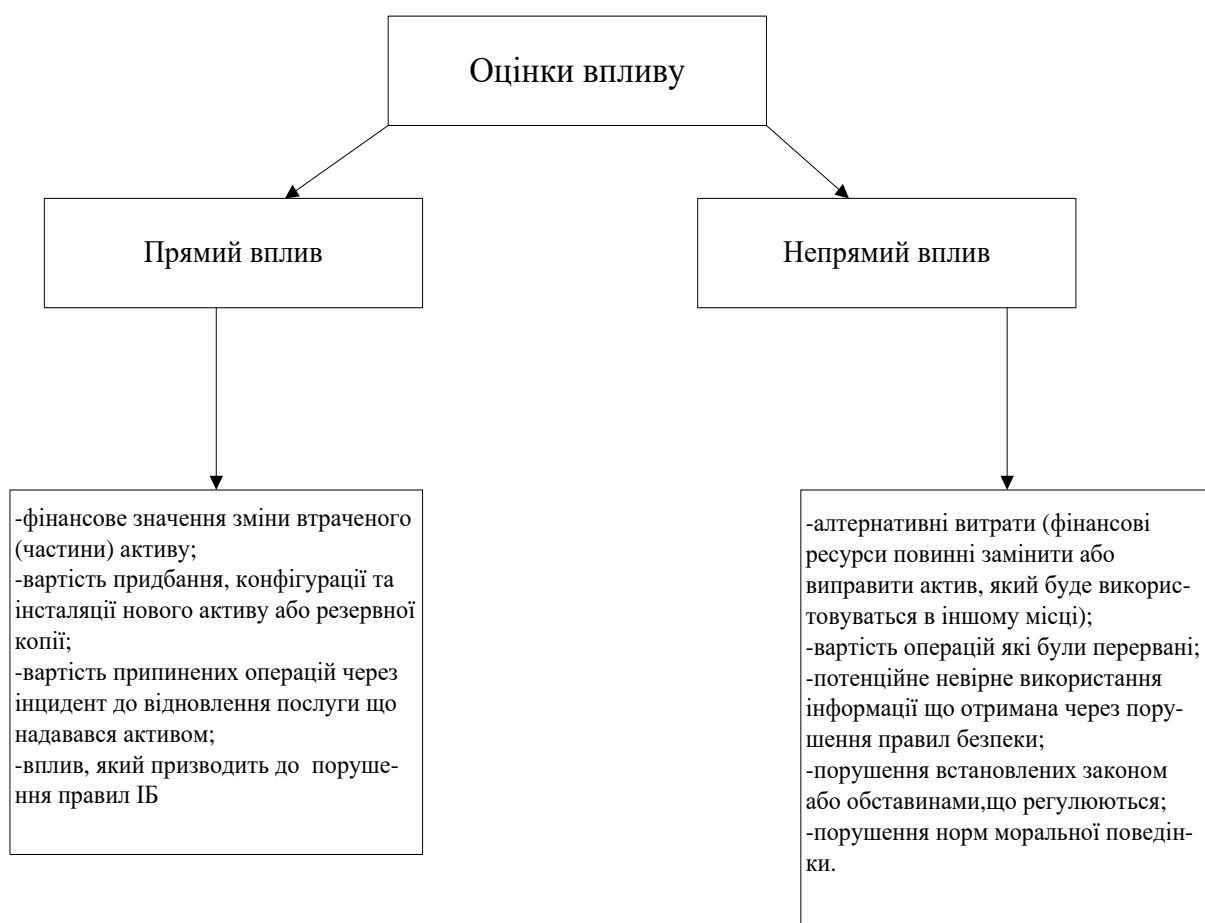 Оцінки впливу
Прямий вплив
Непрямий вплив
-фінансове значення зміни втраченого
(частини) активу;
-вартість придбання, конфігурації та
інсталяції нового активу або резервної
копії;
-вартість припинених операцій через
інцидент до відновлення послуги що
надавався активом;
-вплив, який призводить до  поруше-
ння правил ІБ
-алтернативні витрати (фінансові
ресурси повинні замінити або
виправити актив, який буде викорис-
товуваться в іншому місці);
-вартість операцій які були перервані;
-потенційне невірне використання
інформації що отримана через пору-
шення правил безпеки;
-порушення встановлених законом
або обставинами,що регулюються;
-порушення норм моральної поведін-
ки.